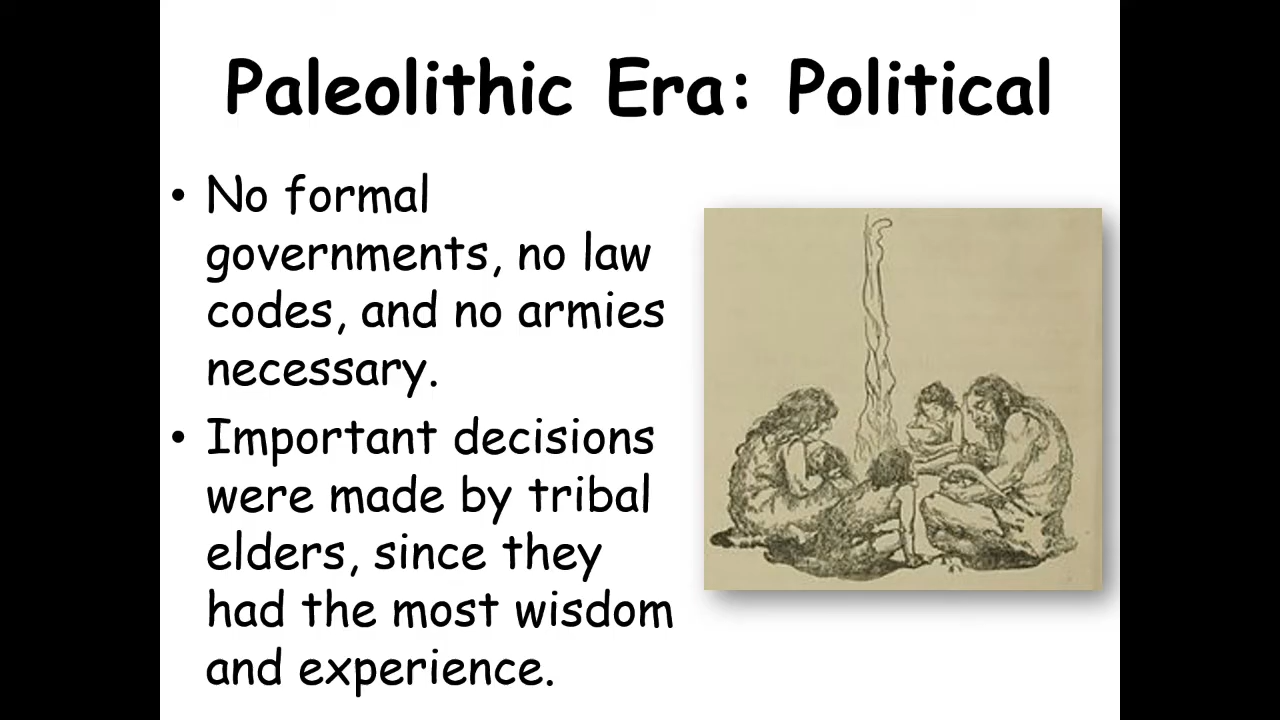 Paleolithic Era: Political
• No formal
governments, no law
codes, and no armies
necessary.
• Important decisions
were made by tribal
elders, since they
had the most wisdom
and experience.